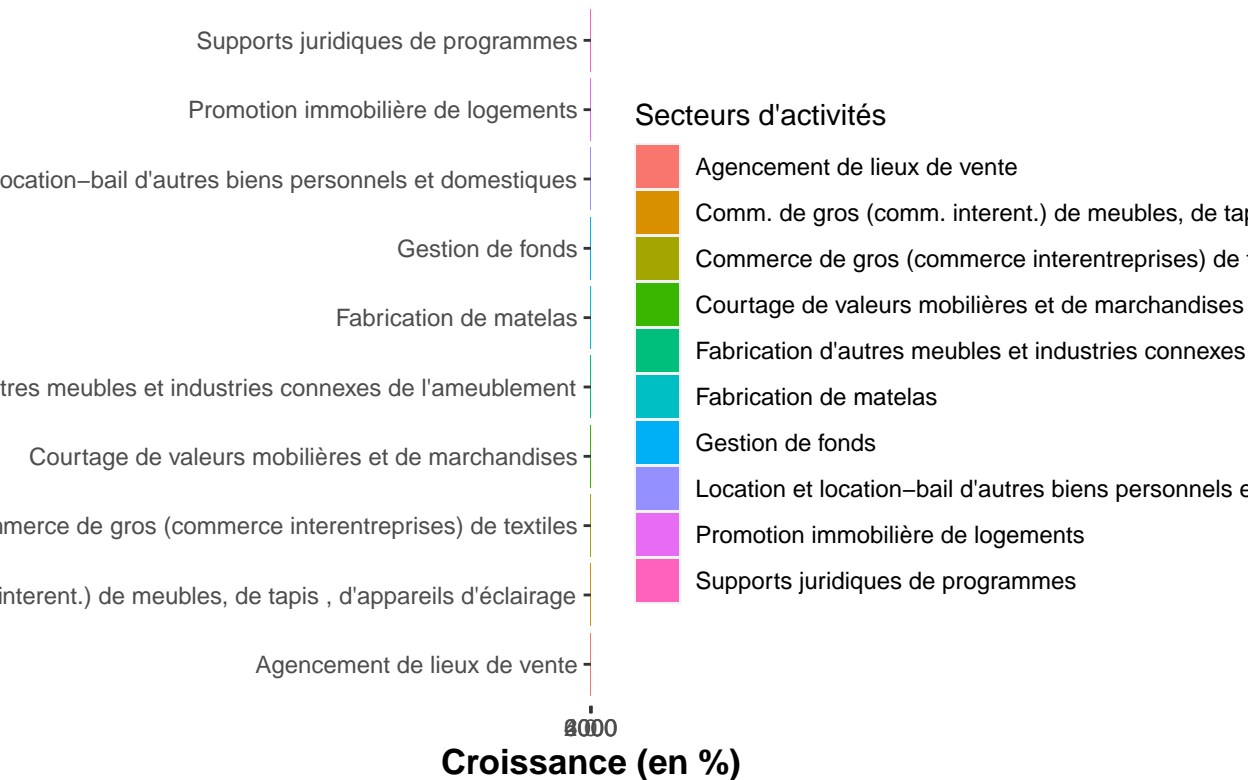 Supports juridiques de programmes
Promotion immobilière de logements
ocation−bail d'autres biens personnels et domestiques
Gestion de fonds
Fabrication de matelas
tres meubles et industries connexes de l'ameublement
Courtage de valeurs mobilières et de marchandises
merce de gros (commerce interentreprises) de textiles
interent.) de meubles, de tapis , d'appareils d'éclairage
Agencement de lieux de vente
Croissance (en %)
Secteurs d'activités
Agencement de lieux de vente
Comm. de gros (comm. interent.) de meubles, de
Commerce de gros (commerce interentreprises) de
Courtage de valeurs mobilières et de marchandises
Fabrication d'autres meubles et industries connexes
Fabrication de matelas
Gestion de fonds
Location et location−bail d'autres biens personnels
Promotion immobilière de logements
Supports juridiques de programmes